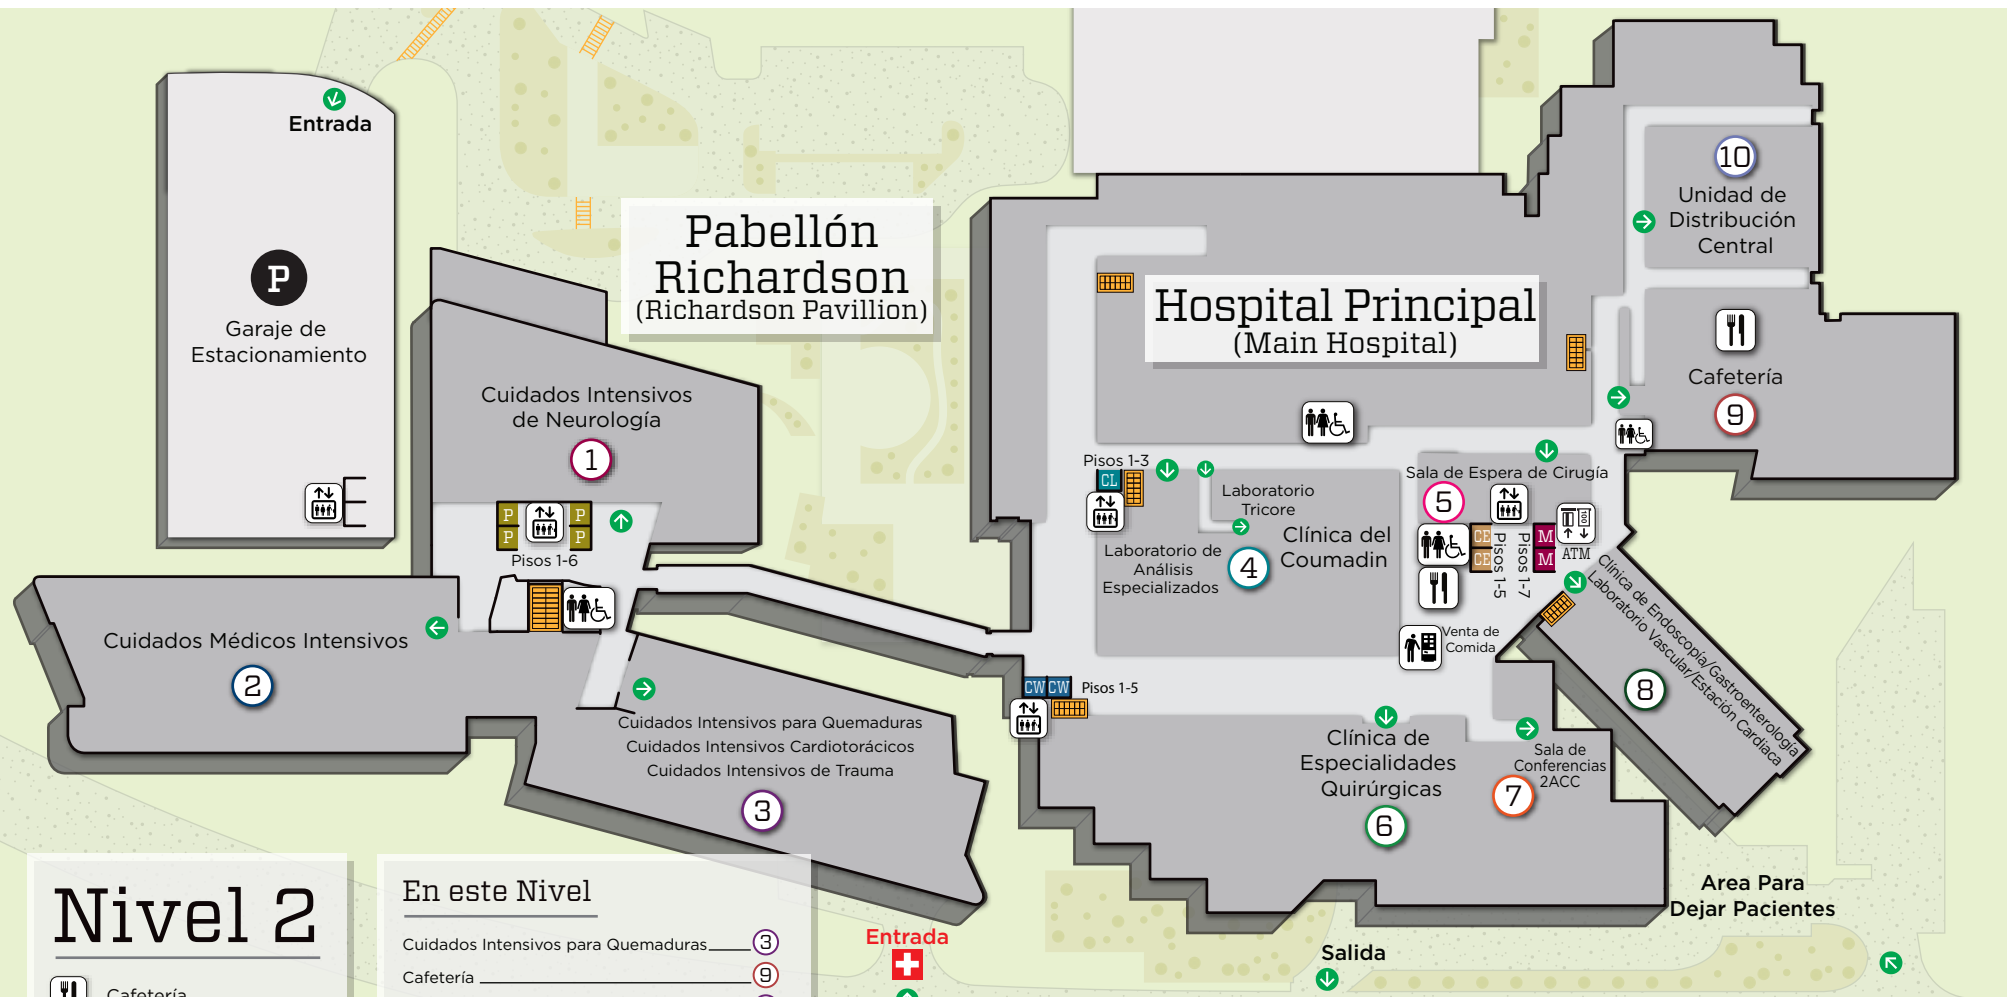 Entrada
P
Garaje de
Estacionamiento
Pabellón
Richardson
(Richardson Pavillion)
Hospital Principal
(Main Hospital)
10
Unidad de
Distribución
Central
Cafetería
9
Cuidados Intensivos
de Neurología
1
P
P
P
P
Pisos 1-6
Cuidados Médicos Intensivos
2
Cuidados Intensivos para Quemaduras
Cuidados Intensivos Cardiotorácicos
Cuidados Intensivos de Trauma
3
Pisos 1-3
CL
Laboratorio
Tricore
Laboratorio de
Análisis
Especializados
4
Clínica del
Coumadin
Sala de Espera de Cirugía
5
CE
CE
Pisos 1-5
Pisos 1-7
M
M
100
ATM
Venta de
Comida
Clínica de Endoscopía/Gastroenterología
Laboratorio Vascular/Estación Cardiaca
8
CW CW Pisos 1-5
Clínica de
Especialidades
Quirúrgicas
6
Sala de
Conferencias
2ACC
7
Area Para
Dejar Pacientes
Entrada
Salida
Nivel 2
Cafetería
En este Nivel
Cuidados Intensivos para Quemaduras 3
Cafetería 9